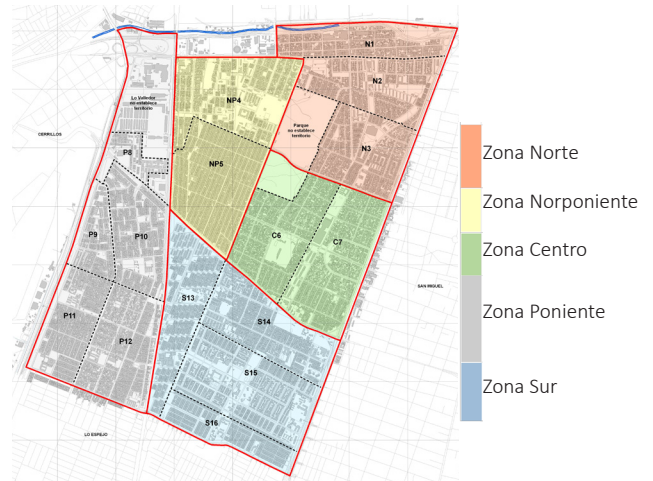 N1
N2
NP4
Lo Valledor
no establece
territorio
Parque
no establece
territorio
CERRILLOS
N3
P8
NP5
P9
P10
C6
C7
SAN MIGUEL
S13
P11
S14
P12
S15
S16
LO ESPEJO
Zona Norte
Zona Norponiente
Zona Centro
Zona Poniente
Zona Sur